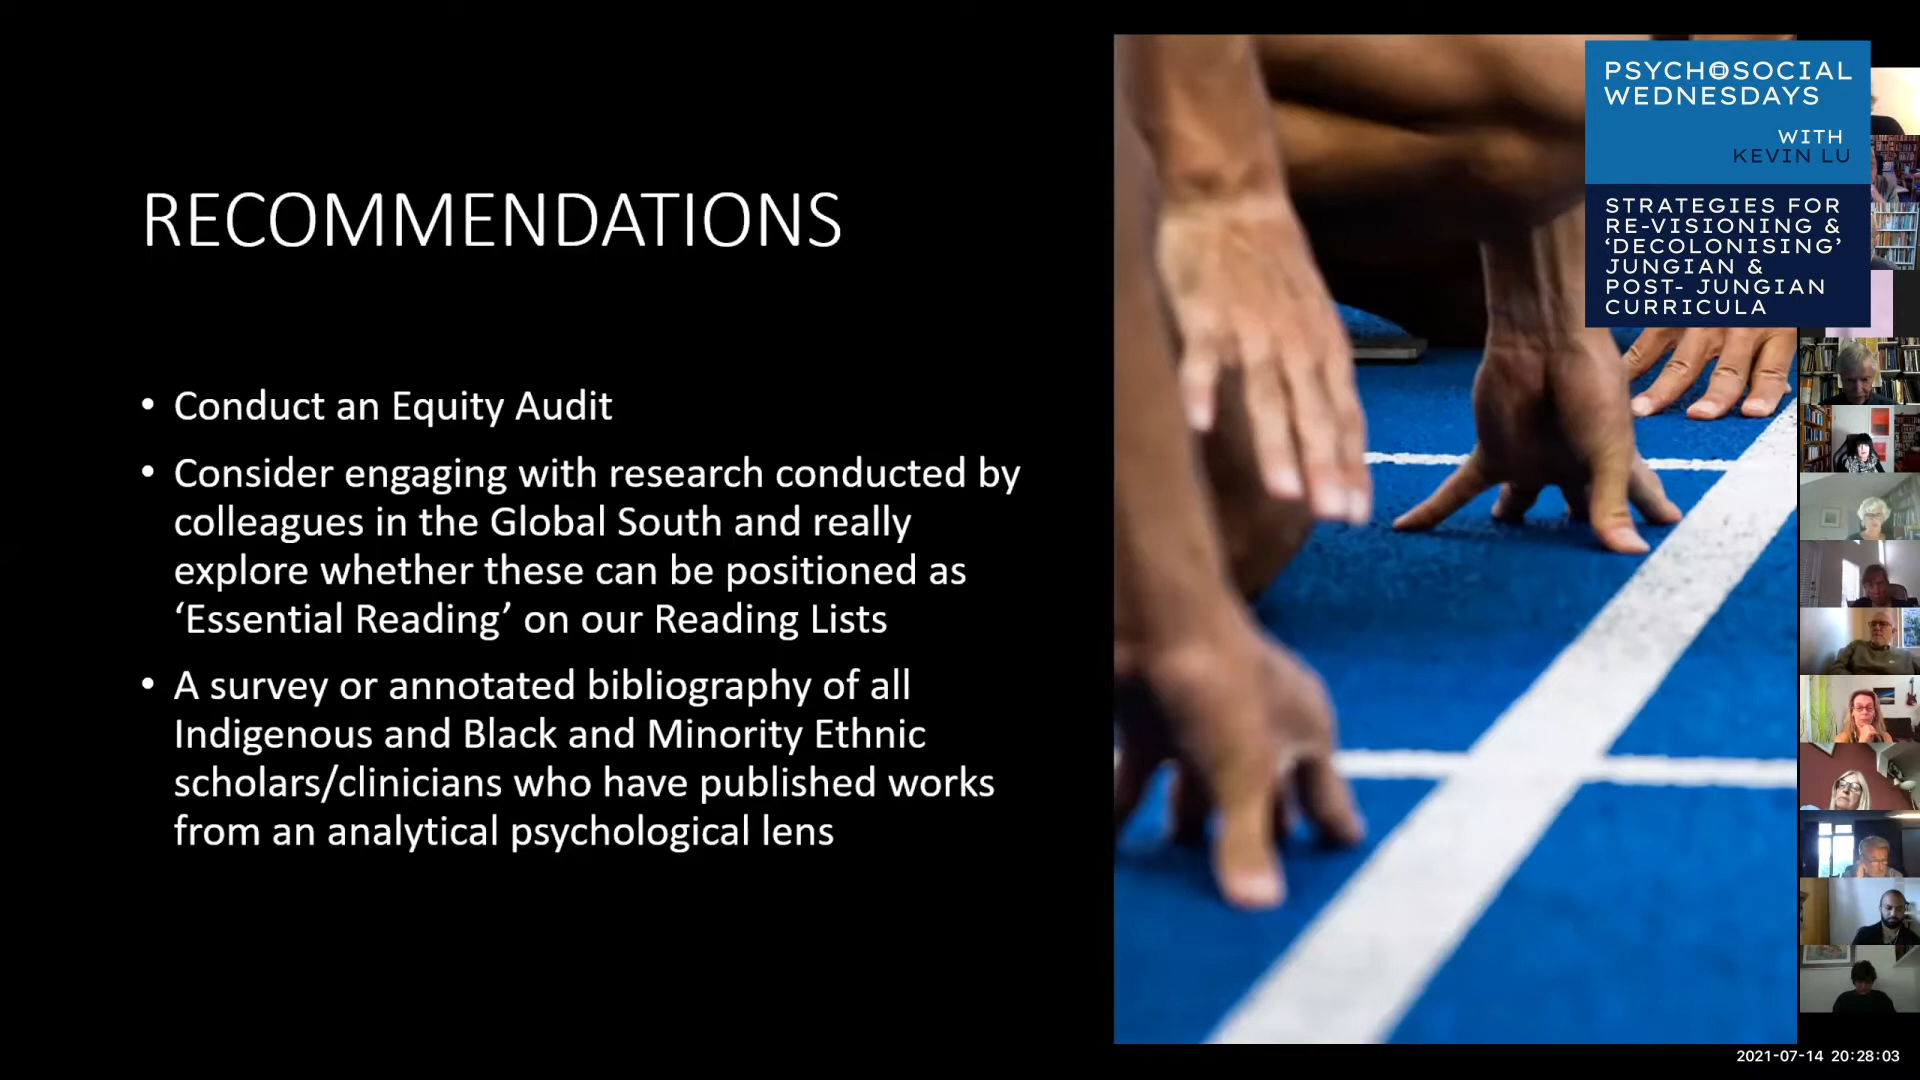 RECOMMENDATIONS
• Conduct an Equity Audit
• Consider engaging with research conducted by
colleagues in the Global South and really
explore whether these can be positioned as
‘Essential Reading’ on our Reading Lists
• A survey or annotated bibliography of all
Indigenous and Black and Minority Ethnic
scholars/clinicians who have published works
from an analytical psychological lens
PSYCHOSOCIAL
WEDNESDAYS
WITH
KEVIN LU
STRATEGIES FOR
RE-VISIONING &
‘DECOLONISING’
JUNGIAN &
POST- JUNGIAN
CURRICULA
2021-07-14 20:28:03